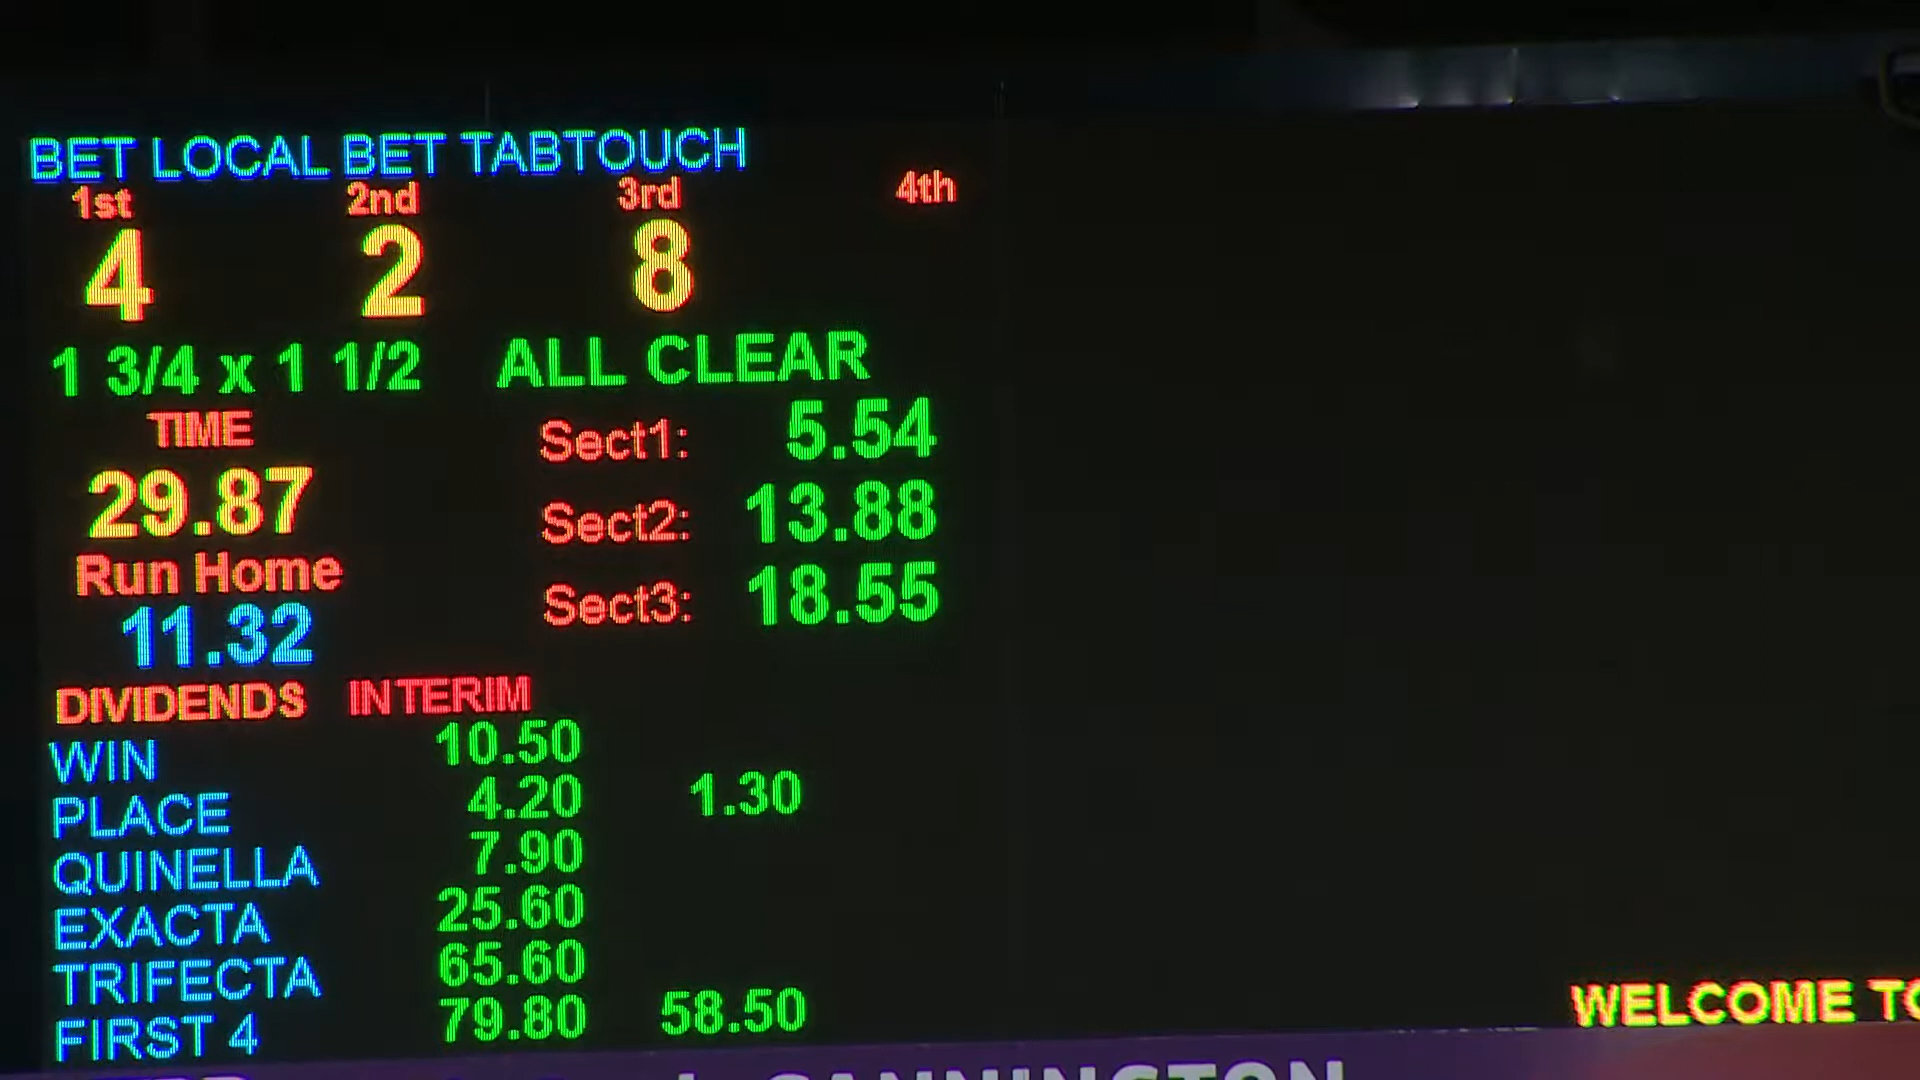 BET LOCAL BET TABTOUCH
1st 2nd 3rd 4th
4 2 8
1 3/4 x 1 1/2 ALL CLEAR
TIME Sect1: 5.54
29.87 Sect2: 13.88
Run Home Sect3: 18.55
11.32
DIVIDENDS INTERIM
WIN 10.50
PLACE 4.20 1.30
QUINELLA 7.90
EXACTA 25.60
TRIFECTA 65.60
FIRST 4 79.80 58.50
WELCOME TO
CANNINGTON